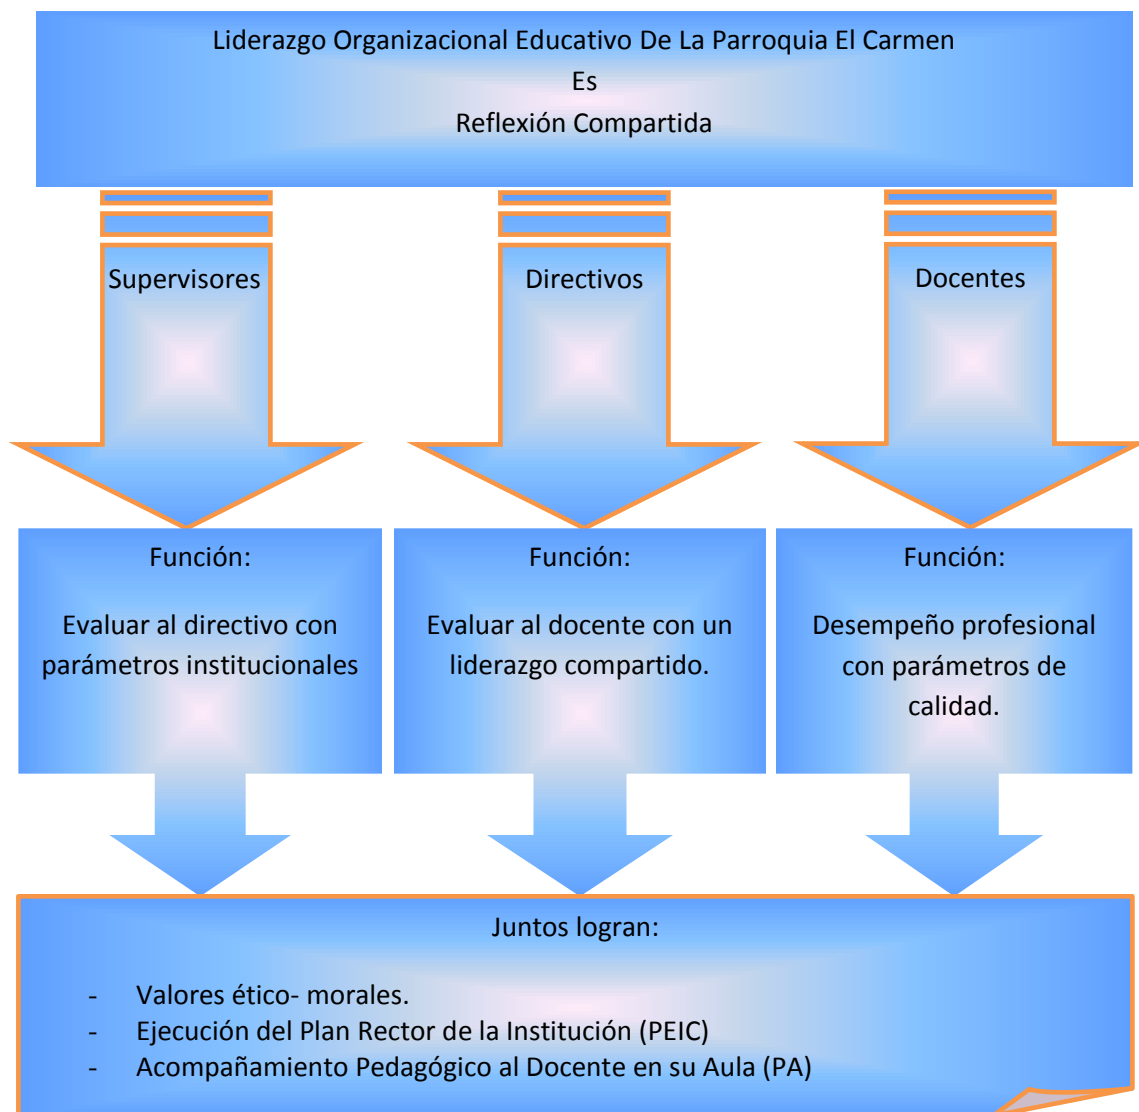 Liderazgo Organizacional Educativo De La Parroquia El Carmen
Es
Reflexión Compartida
Supervisores
Directivos
Docentes
Función:
Evaluar al directivo con
parámetros institucionales
Función:
Evaluar al docente con un
liderazgo compartido.
Función:
Desempeño profesional
con parámetros de
calidad.
Juntos logran:
- Valores ético- morales.
- Ejecución del Plan Rector de la Institución (PEIC)
- Acompañamiento Pedagógico al Docente en su Aula (PA)